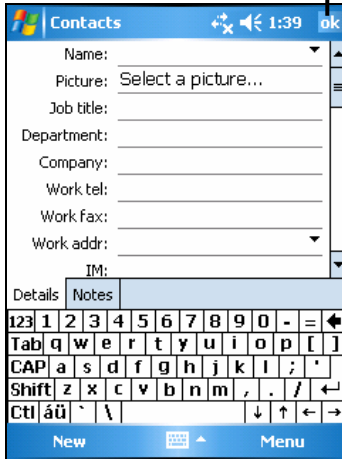 Contacts 1:39 ok
Name:
Picture: Select a picture...
Job title:
Department:
Company:
Work tel:
Work fax:
Work addr:
IM:
Details Notes
123 1 2 3 4 5 6 7 8 9 0 - =
Tab q w e r t y u i o p [ ]
CAP a s d f g h j k l ; '
Shift z x c v b n m , . /
Ctl áü ` \
New Menu